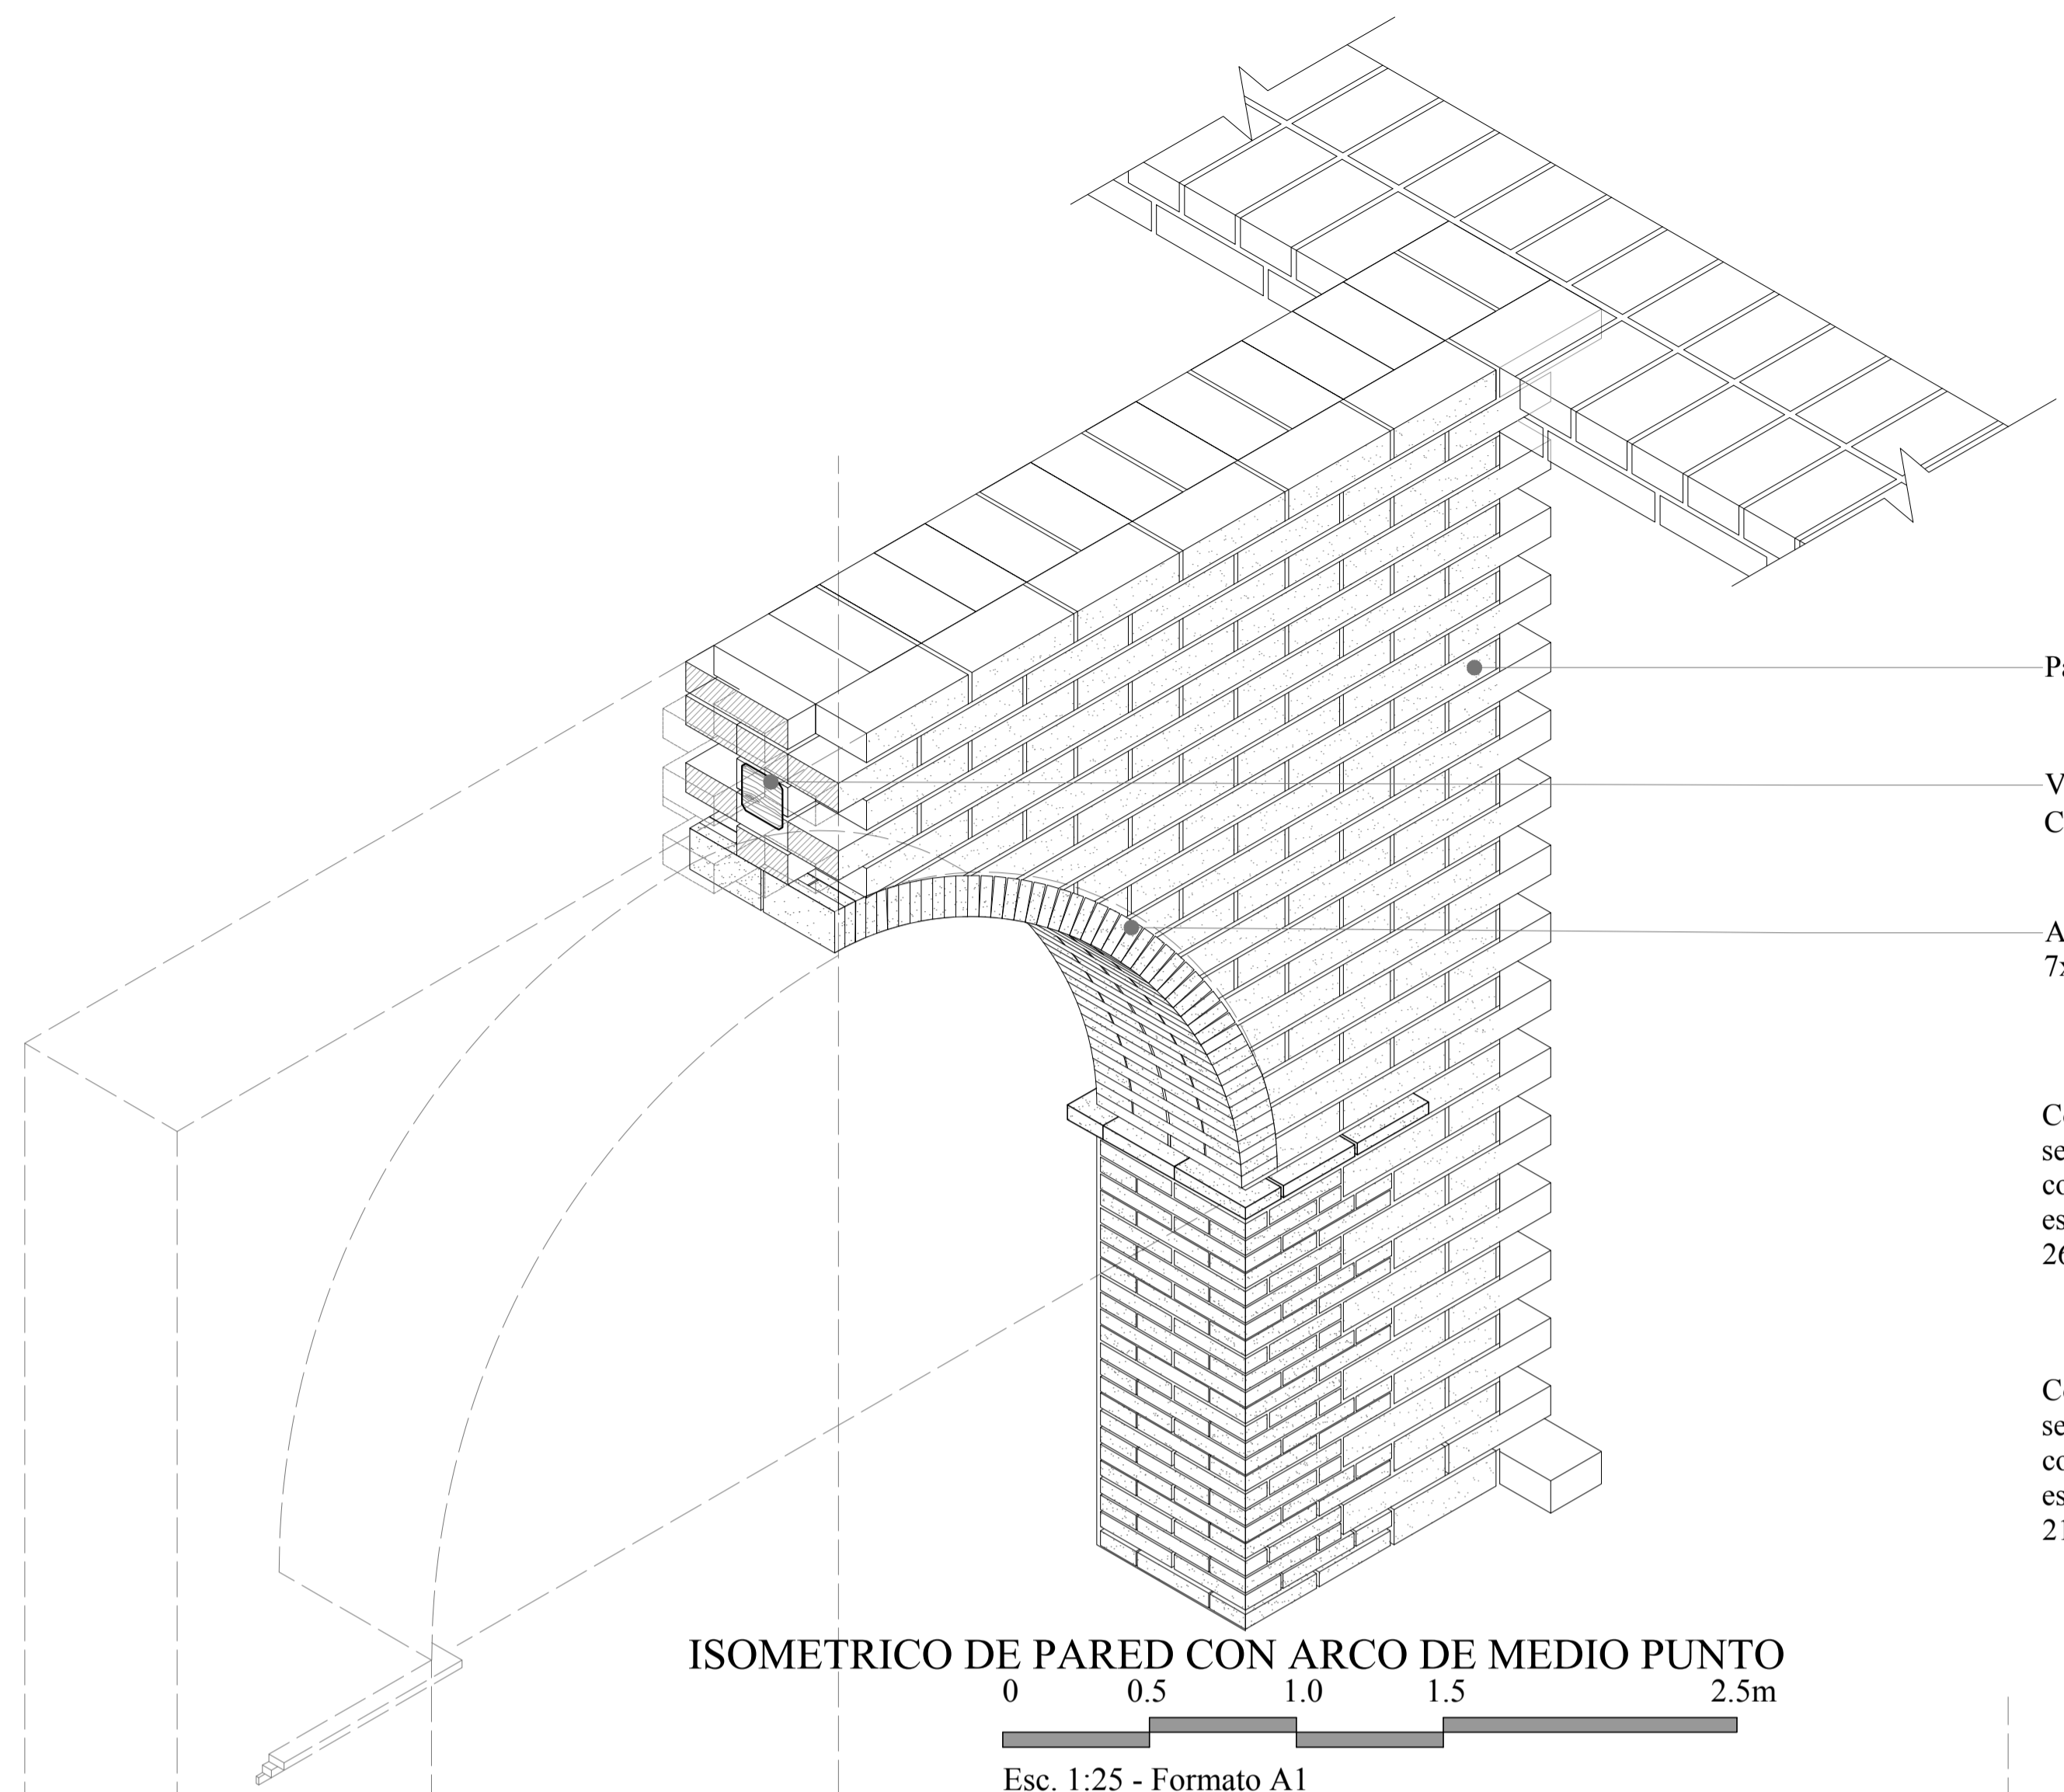 Pa
V
C
A
7x
Co
se
co
es
26
Co
se
co
es
21
ISOMETRICO DE PARED CON ARCO DE MEDIO PUNTO
0 0.5 1.0 1.5 2.5m
Esc. 1:25 - Formato A1